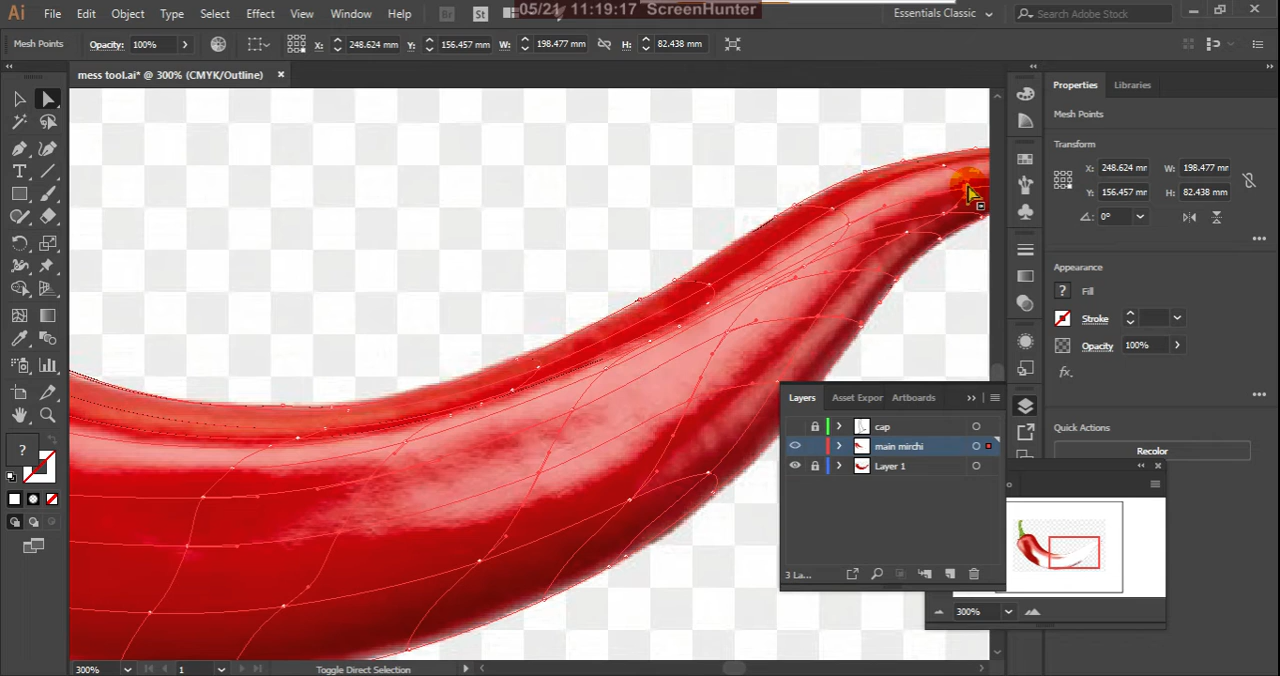 05/21 11:19:17 ScreenHunter
Ai File Edit Object Type Select Effect View Window Help Br St Essentials Classic Search Adobe Stock
Mesh Points Opacity: 100% X: 248.624 mm Y: 156.457 mm W: 198.477 mm H: 82.438 mm
mess tool.ai* @ 300% (CMYK/Outline)
Properties Libraries
Mesh Points
Transform
X: 248.624 mm W: 198.477 mm
Y: 156.457 mm H: 82.438 mm
0°
Appearance
? Fill
Stroke
Opacity 100%
fx.
Layers Asset Expor Artboards
cap
main mirchi
Layer 1
3 La...
Quick Actions
Recolor
?
300%
300% 1 Toggle Direct Selection